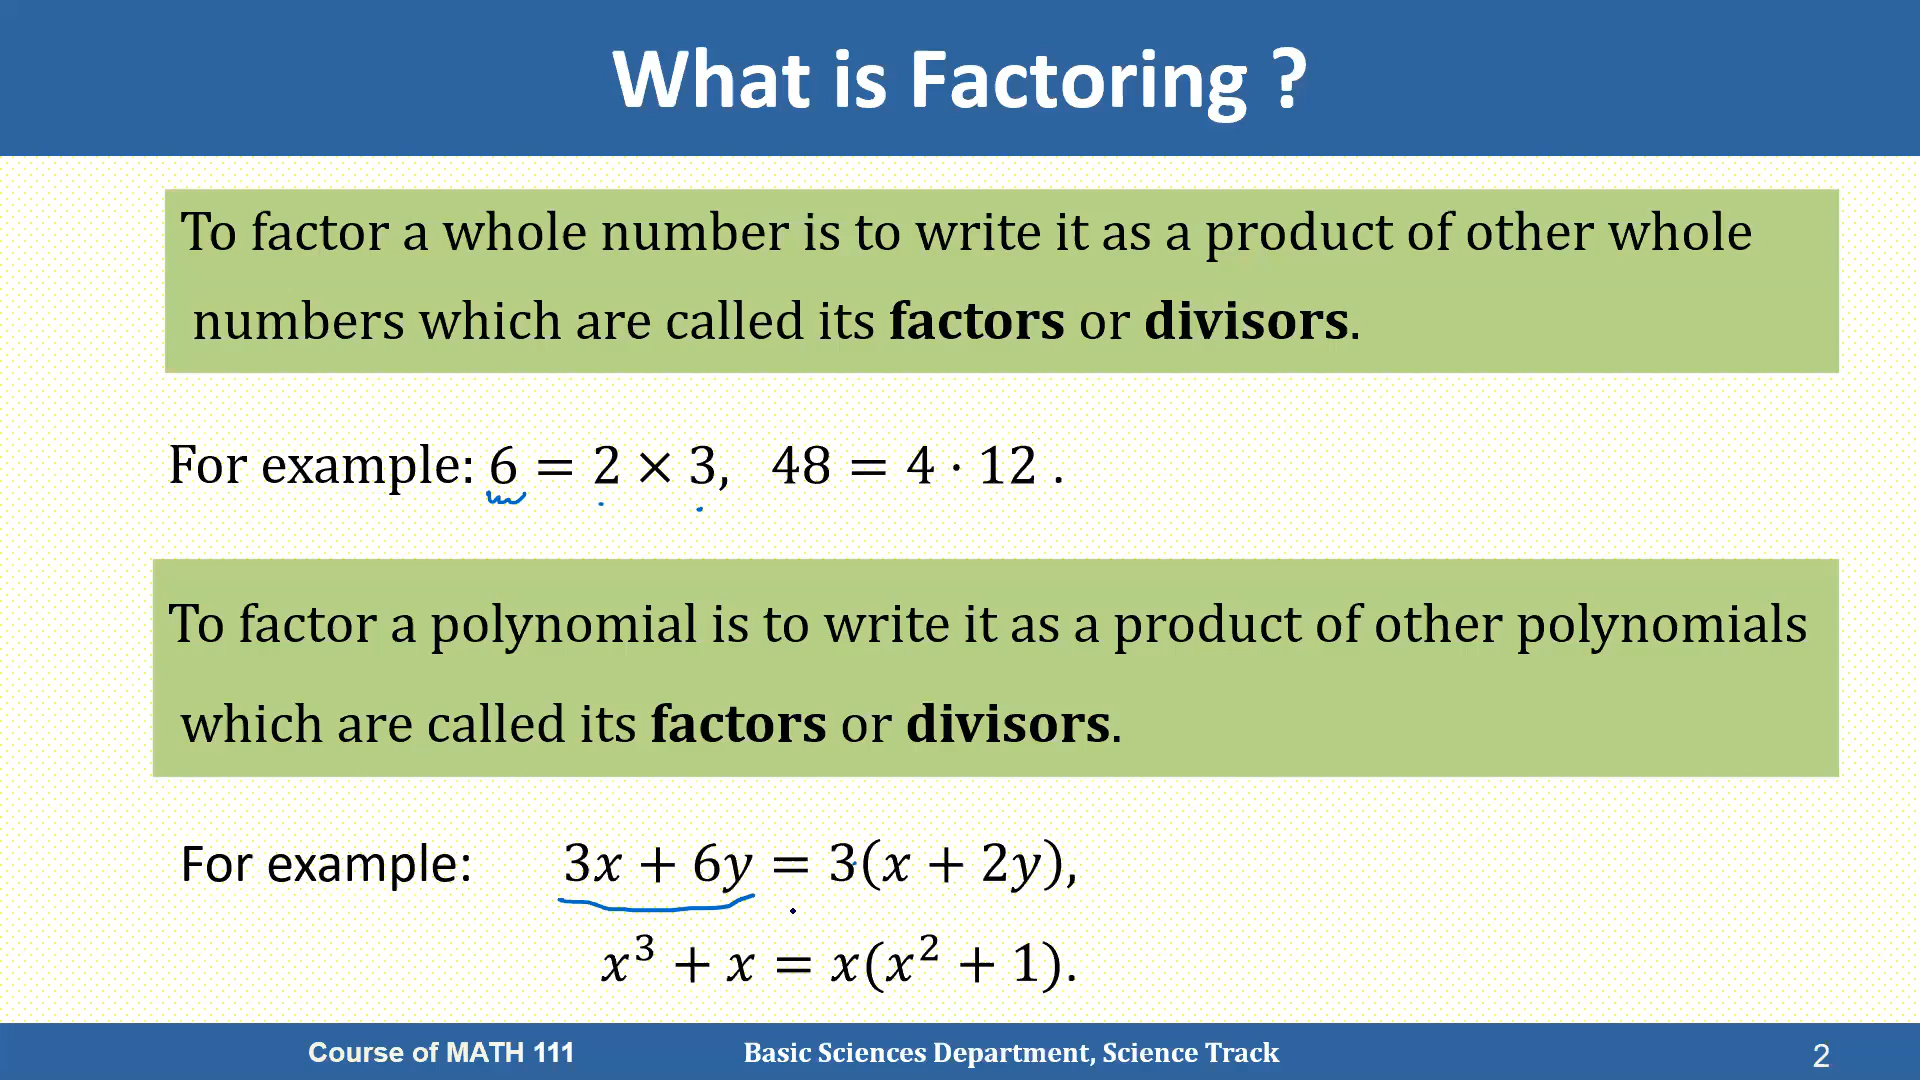 What is Factoring ?
To factor a whole number is to write it as a product of other whole
numbers which are called its factors or divisors.
For example: 6 = 2 × 3, 48 = 4 · 12 .
To factor a polynomial is to write it as a product of other polynomials
which are called its factors or divisors.
For example: 3x + 6y = 3(x + 2y),
x³ + x = x(x² + 1).
Course of MATH 111 Basic Sciences Department, Science Track 2